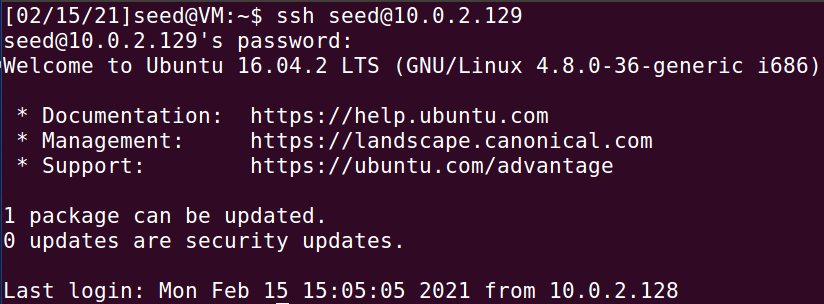 [02/15/21]seed@VM:~$ ssh seed@10.0.2.129
seed@10.0.2.129's password:
Welcome to Ubuntu 16.04.2 LTS (GNU/Linux 4.8.0-36-generic i686)
* Documentation:  https://help.ubuntu.com
* Management:     https://landscape.canonical.com
* Support:        https://ubuntu.com/advantage
1 package can be updated.
0 updates are security updates.
Last login: Mon Feb 15 15:05:05 2021 from 10.0.2.128